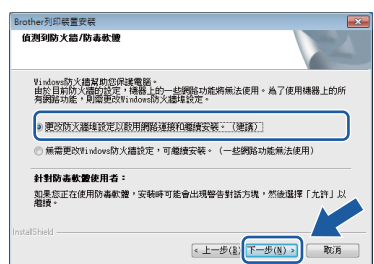 Brother列印裝置安裝
偵測到防火牆/防毒軟體
Windows防火牆幫助您保護電腦。
由於目前防火牆的設定，機器上的一些網路功能將無法使用。為了使用機器上的所
有網路功能，則需更改Windows防火牆埠設定。
更改防火牆埠設定以啟用網路連接和繼續安裝。（建議）
無需更改Windows防火牆設定，可繼續安裝。（一些網路功能無法使用）
針對防毒軟體使用者：
如果您正在使用防毒軟體，安裝時可能會出現警告對話方塊，然後選擇「允許」以
繼續。
InstallShield
< 上一步(B) 下一步(N) > 取消